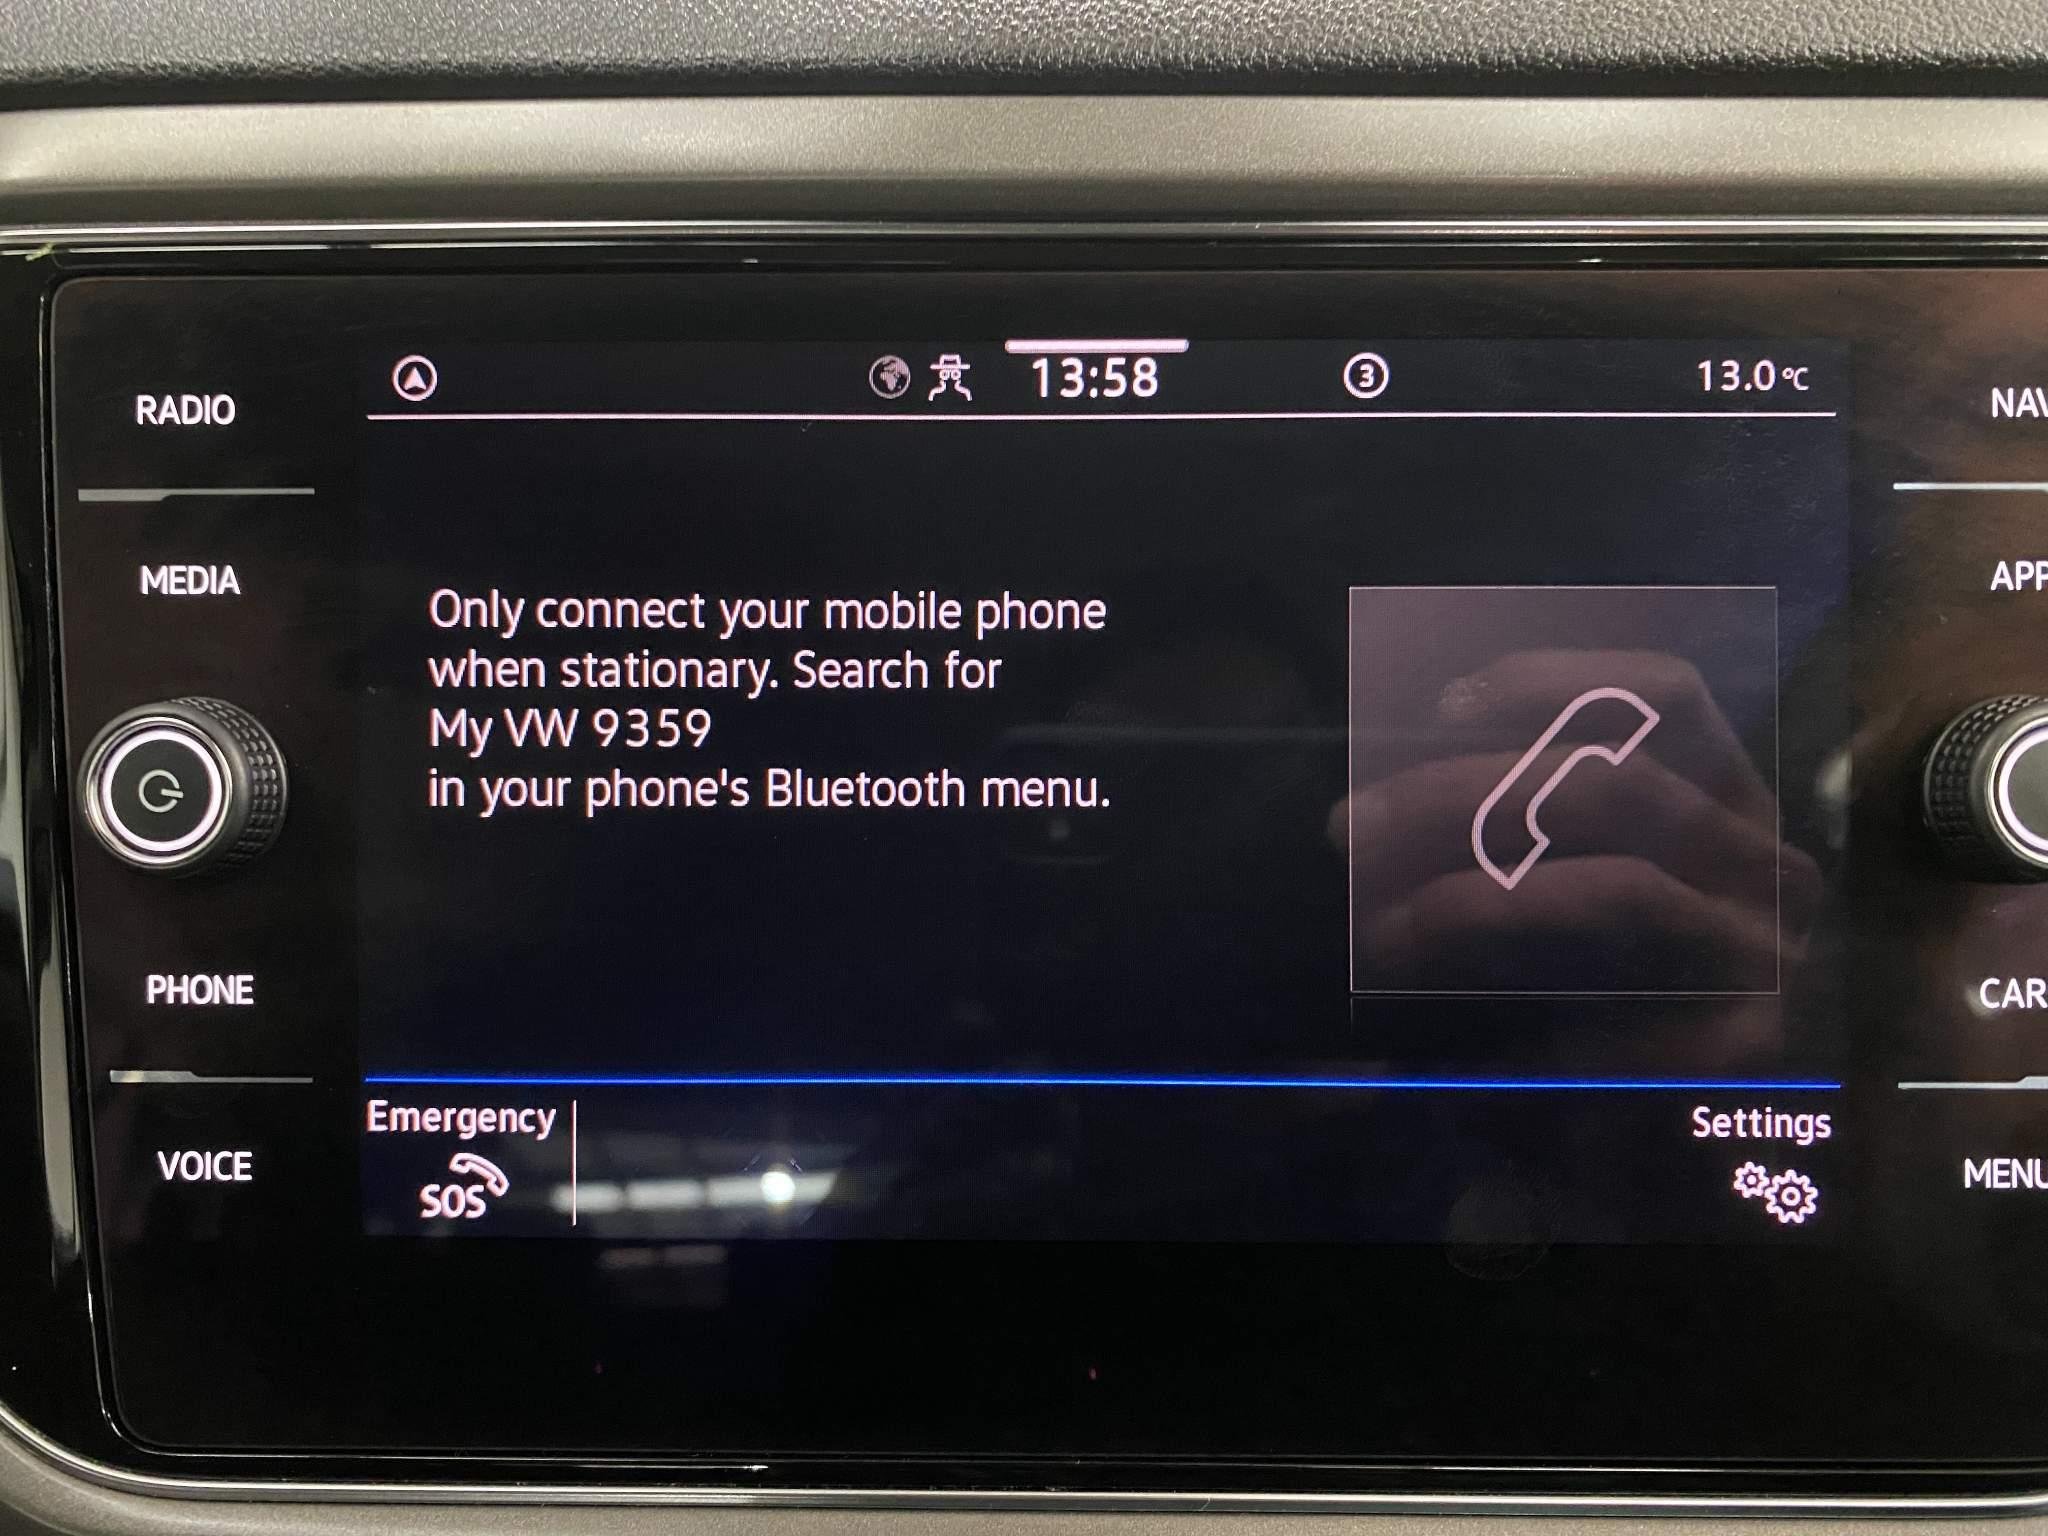 13:58
3
13.0°C
RADIO
MEDIA
PHONE
VOICE
Only connect your mobile phone
when stationary. Search for
My VW 9359
in your phone's Bluetooth menu.
Emergency
SOS
Settings
NAV
APP
CAR
MENU